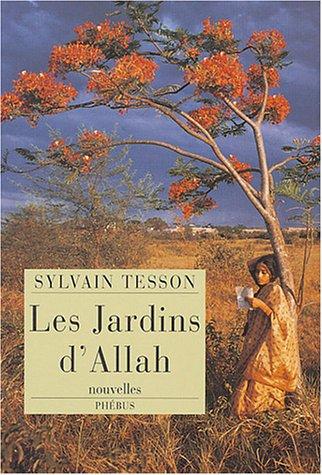 SYLVAIN TESSON
Les Jardins
d'Allah
nouvelles
PHÉBUS